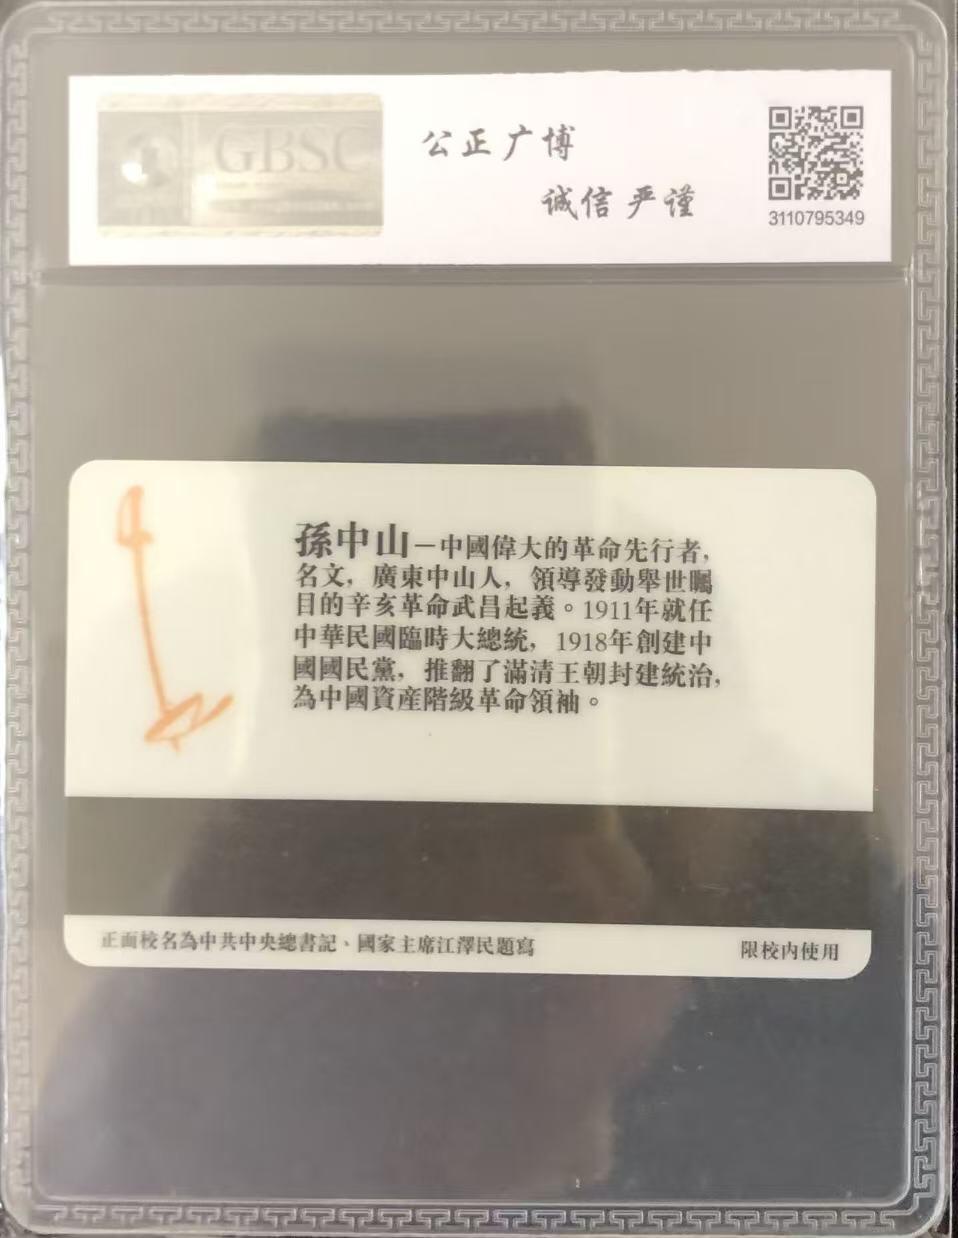 GBSC
公正广博
诚信严谨
3110795349
孫中山－中國偉大的革命先行者，
名文，廣東中山人，領導發動舉世矚
目的辛亥革命武昌起義。1911年就任
中華民國臨時大總統，1918年創建中
國國民黨，推翻了滿清王朝封建統治，
為中國資産階級革命領袖。
正面校名為中共中央總書記、國家主席江澤民題寫
限校内使用